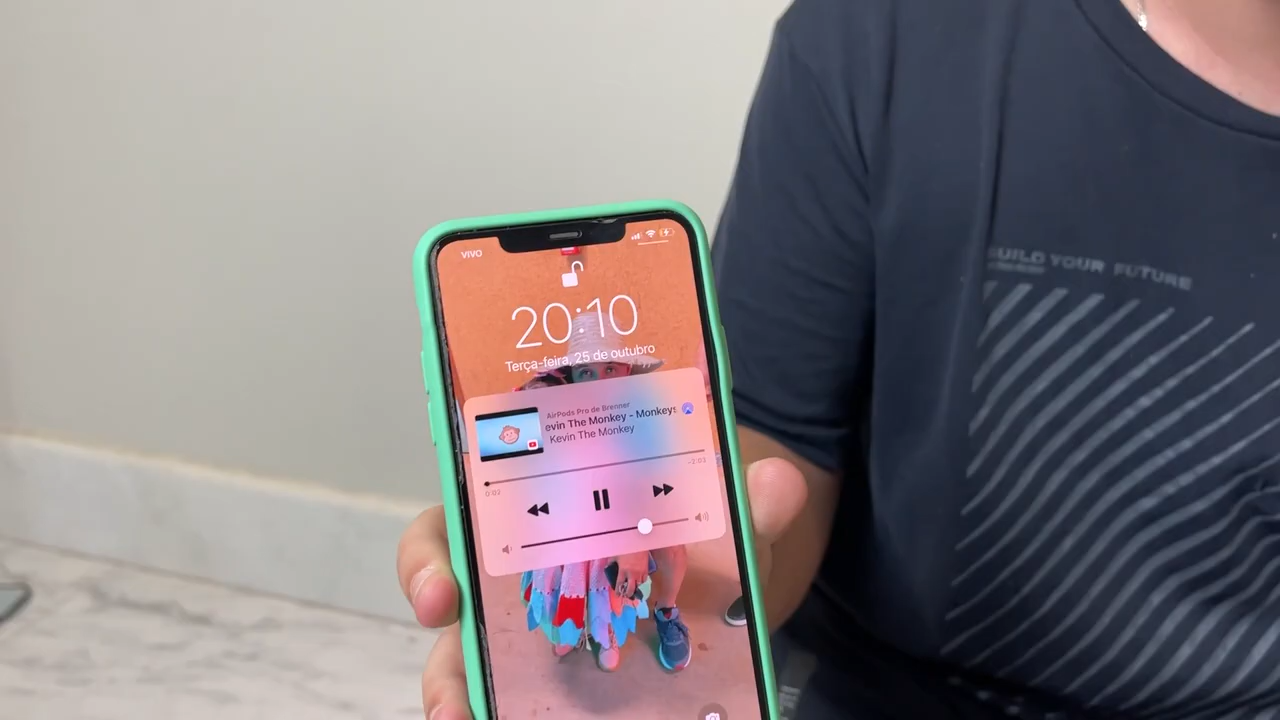 VIVO
20:10
Terça-feira, 25 de outubro
AirPods Pro de Brenner
evin The Monkey - Monkeys
Kevin The Monkey
0:02
-2:03
BUILD YOUR FUTURE